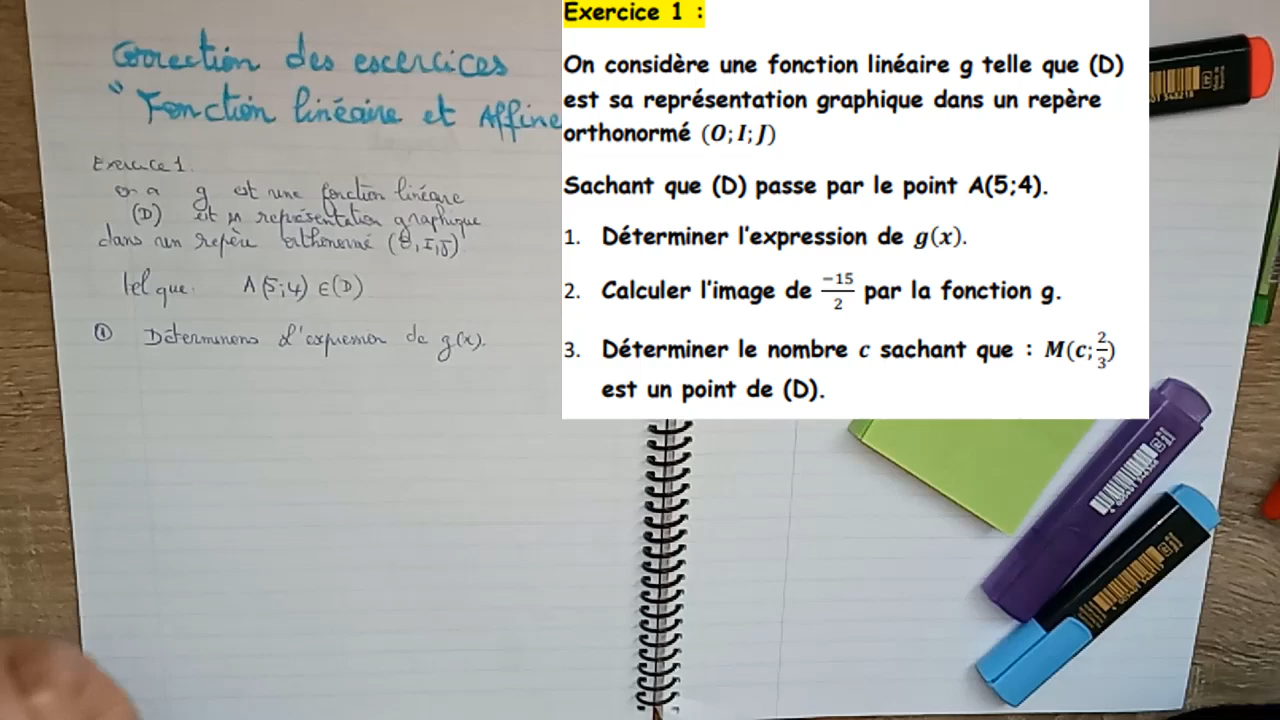 Correction des escercices
" Fonction linéaire et Affine
Exercice 1.
on a g est une fonction linéaire
(D) est sa représentation graphique
dans un repère orthonormé (O,I,J)
tel que: A(5;4) ∈(D)
① Déterminons l'expression de g(x).
Exercice 1 :
On considère une fonction linéaire g telle que (D)
est sa représentation graphique dans un repère
orthonormé (O; I; J)
Sachant que (D) passe par le point A(5;4).
1. Déterminer l'expression de g(x).
2. Calculer l'image de -15/2 par la fonction g.
3. Déterminer le nombre c sachant que : M(c; 2/3)
est un point de (D).